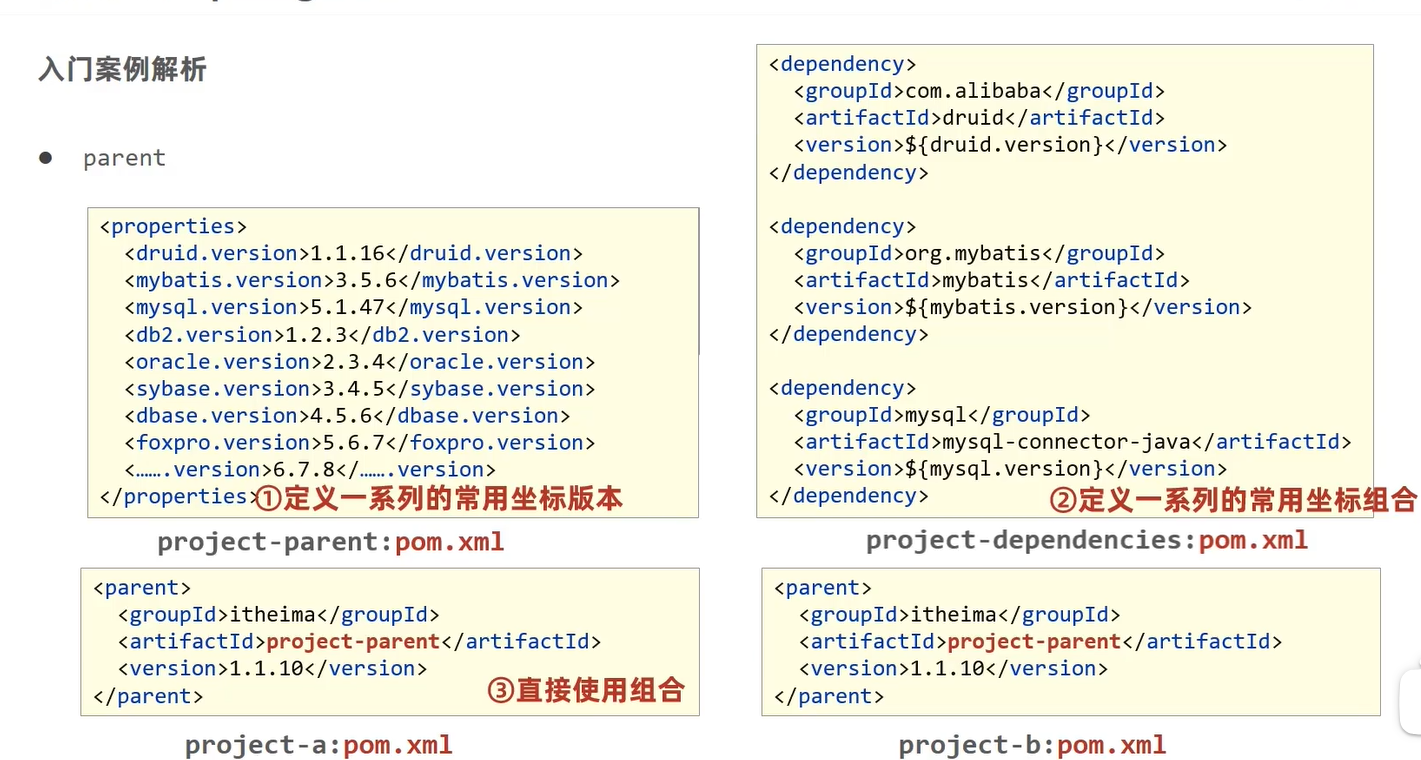 入门案例解析
● parent
<properties>
<druid.version>1.1.16</druid.version>
<mybatis.version>3.5.6</mybatis.version>
<mysql.version>5.1.47</mysql.version>
<db2.version>1.2.3</db2.version>
<oracle.version>2.3.4</oracle.version>
<sybase.version>3.4.5</sybase.version>
<dbase.version>4.5.6</dbase.version>
<foxpro.version>5.6.7</foxpro.version>
<…….version>6.7.8</…….version>
</properties>
①定义一系列的常用坐标版本
project-parent:pom.xml
<dependency>
<groupId>com.alibaba</groupId>
<artifactId>druid</artifactId>
<version>${druid.version}</version>
</dependency>
<dependency>
<groupId>org.mybatis</groupId>
<artifactId>mybatis</artifactId>
<version>${mybatis.version}</version>
</dependency>
<dependency>
<groupId>mysql</groupId>
<artifactId>mysql-connector-java</artifactId>
<version>${mysql.version}</version>
</dependency>
②定义一系列的常用坐标组合
project-dependencies:pom.xml
<parent>
<groupId>itheima</groupId>
<artifactId>project-parent</artifactId>
<version>1.1.10</version>
</parent>
③直接使用组合
project-a:pom.xml
<parent>
<groupId>itheima</groupId>
<artifactId>project-parent</artifactId>
<version>1.1.10</version>
</parent>
project-b:pom.xml